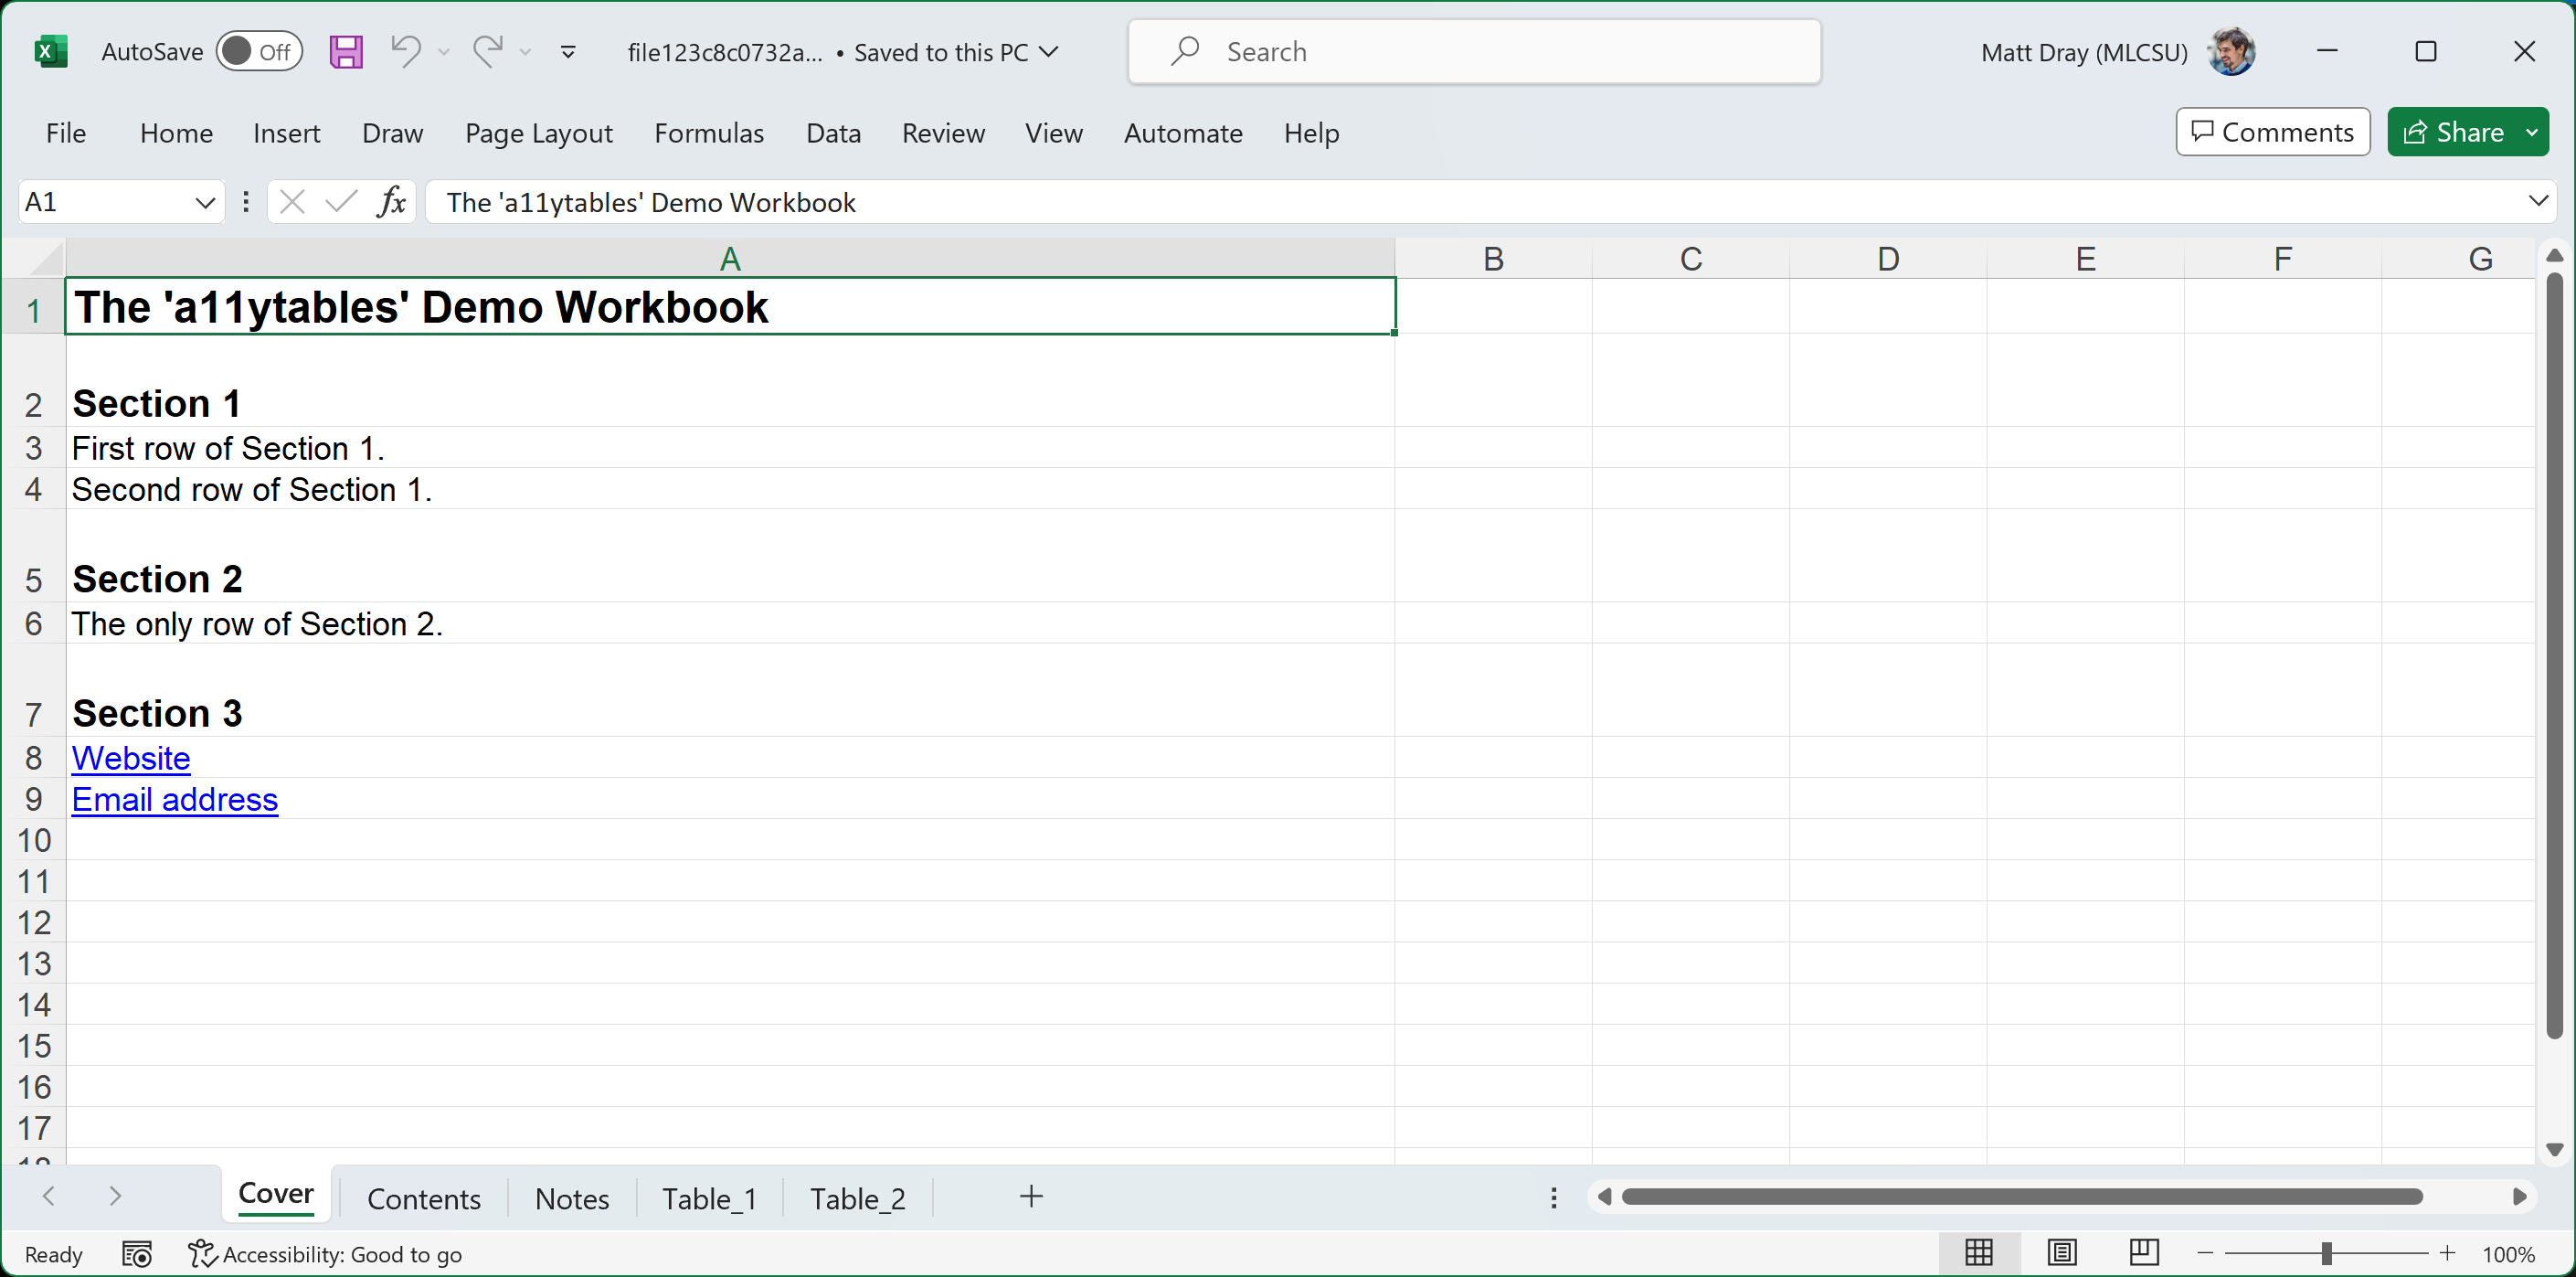 AutoSave Off file123c8c0732a... • Saved to this PC Search Matt Dray (MLCSU)
File Home Insert Draw Page Layout Formulas Data Review View Automate Help Comments Share
A1 fx The 'a11ytables' Demo Workbook
A B C D E F G
1 The 'a11ytables' Demo Workbook
2 Section 1
3 First row of Section 1.
4 Second row of Section 1.
5 Section 2
6 The only row of Section 2.
7 Section 3
8 Website
9 Email address
10
11
12
13
14
15
16
17
Cover Contents Notes Table_1 Table_2
Ready Accessibility: Good to go 100%